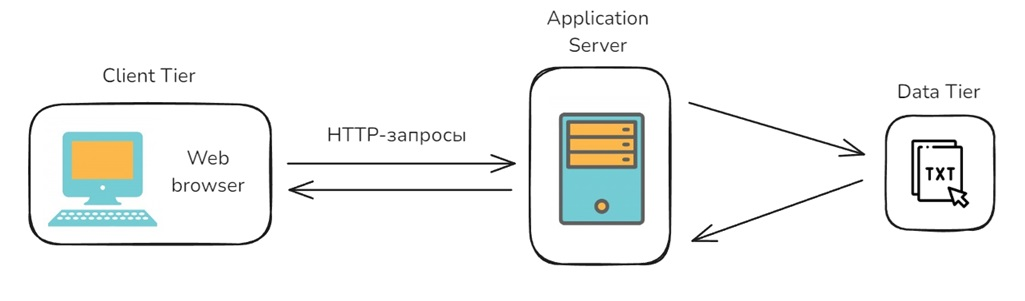 Client Tier
Web
browser
HTTP-запросы
Application
Server
Data Tier
TXT